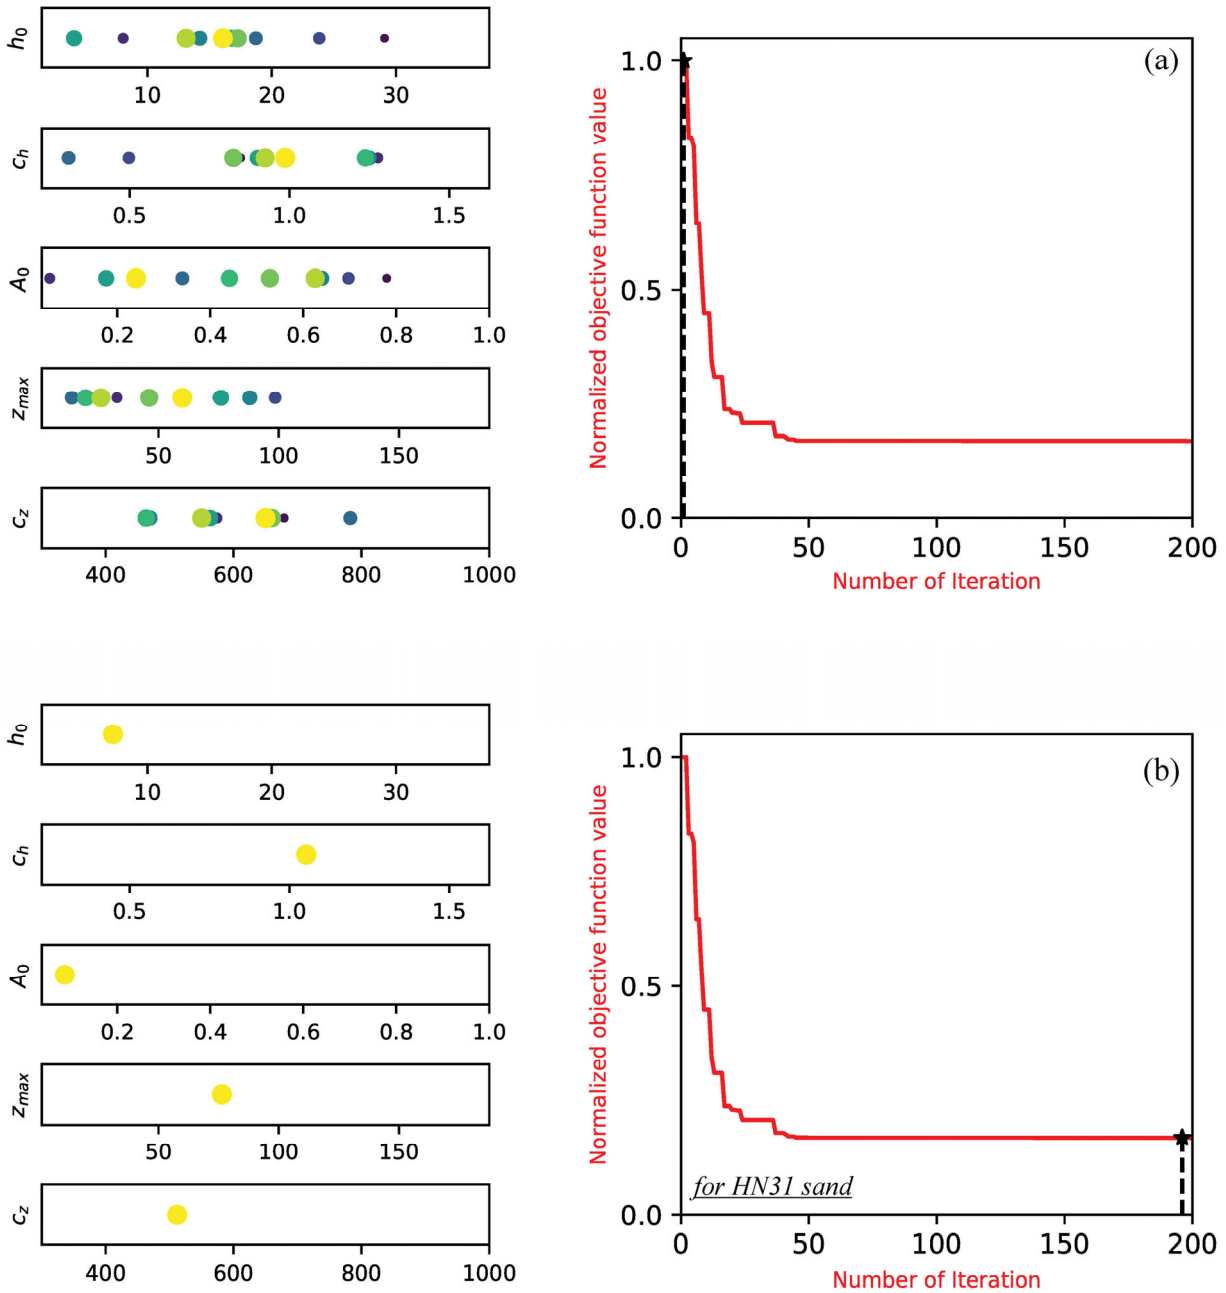 h0
10 20 30
ch
0.5 1.0 1.5
A0
0.2 0.4 0.6 0.8 1.0
zmax
50 100 150
cz
400 600 800 1000
(a)
Normalized objective function value
1.0
0.5
0.0
0 50 100 150 200
Number of Iteration
h0
10 20 30
ch
0.5 1.0 1.5
A0
0.2 0.4 0.6 0.8 1.0
zmax
50 100 150
cz
400 600 800 1000
(b)
Normalized objective function value
1.0
0.5
for HN31 sand
0.0
0 50 100 150 200
Number of Iteration